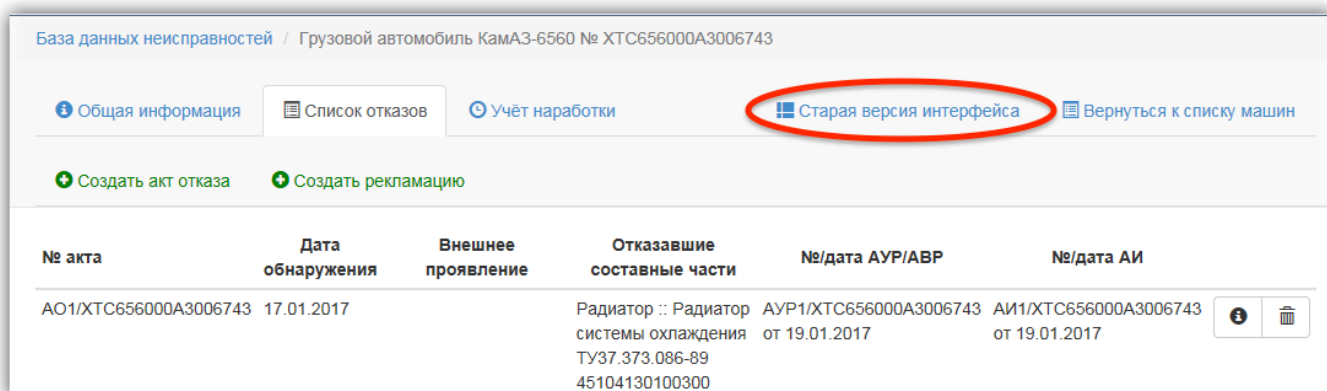 База данных неисправностей / Грузовой автомобиль КамАЗ-6560 № XTC656000A3006743
Общая информация Список отказов Учёт наработки Старая версия интерфейса Вернуться к списку машин
Создать акт отказа Создать рекламацию
№ акта Дата обнаружения Внешнее проявление Отказавшие составные части №/дата АУР/АВР №/дата АИ
АО1/XTC656000A3006743 17.01.2017 Радиатор :: Радиатор АУР1/XTC656000A3006743 АИ1/XTC656000A3006743
системы охлаждения от 19.01.2017 от 19.01.2017
ТУ37.373.086-89
45104130100300